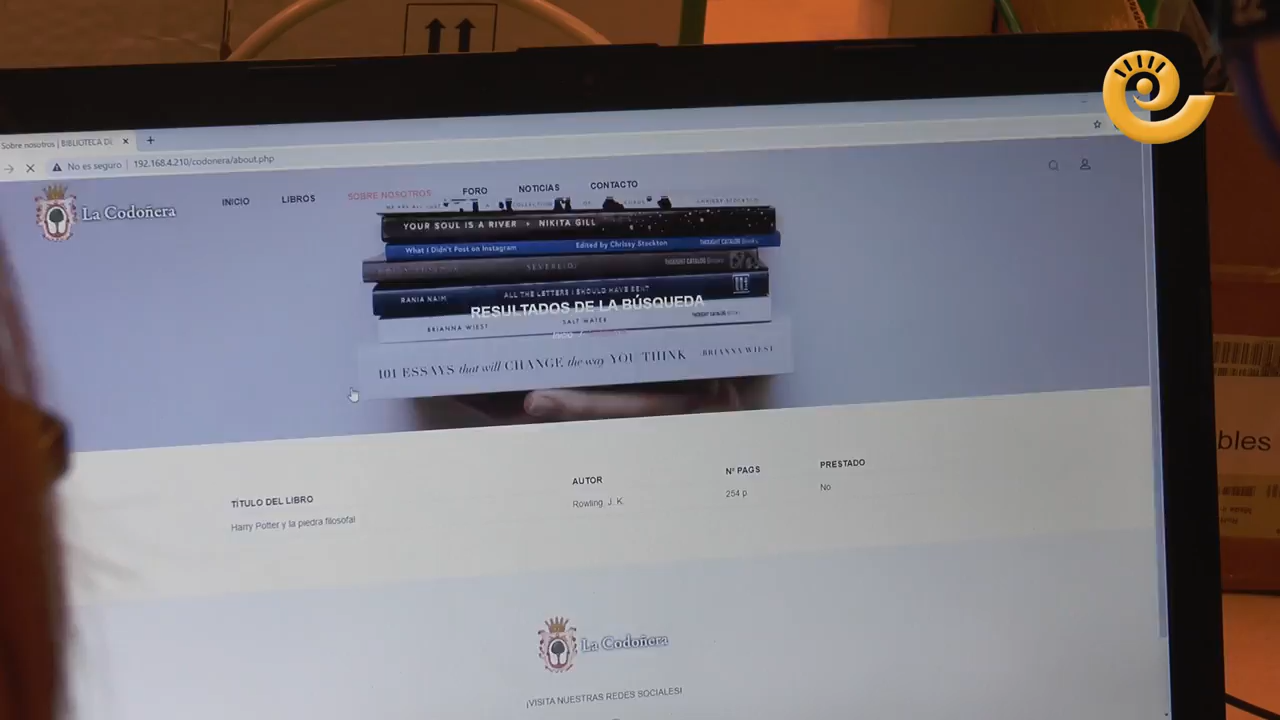 Sobre nosotros | BIBLIOTECA DI
No es seguro | 192.168.4.210/codonera/about.php
La Codoñera
INICIO LIBROS SOBRE NOSOTROS FORO NOTICIAS CONTACTO
YOUR SOUL IS A RIVER + NIKITA GILL
What I Didn't Post on Instagram Edited by Chrissy Stockton THOUGHT CATALOG Books
THOUGHT CATALOG Books
RANIA NAIM ALL THE LETTERS I SHOULD HAVE SENT
RESULTADOS DE LA BÚSQUEDA
BRIANNA WIEST SALT WATER
101 ESSAYS that will CHANGE the way YOU THINK BRIANNA WIEST
TÍTULO DEL LIBRO AUTOR Nº PAGS PRESTADO
Harry Potter y la piedra filosofal Rowling, J. K. 254 p. No
La Codoñera
¡VISITA NUESTRAS REDES SOCIALES!
bles